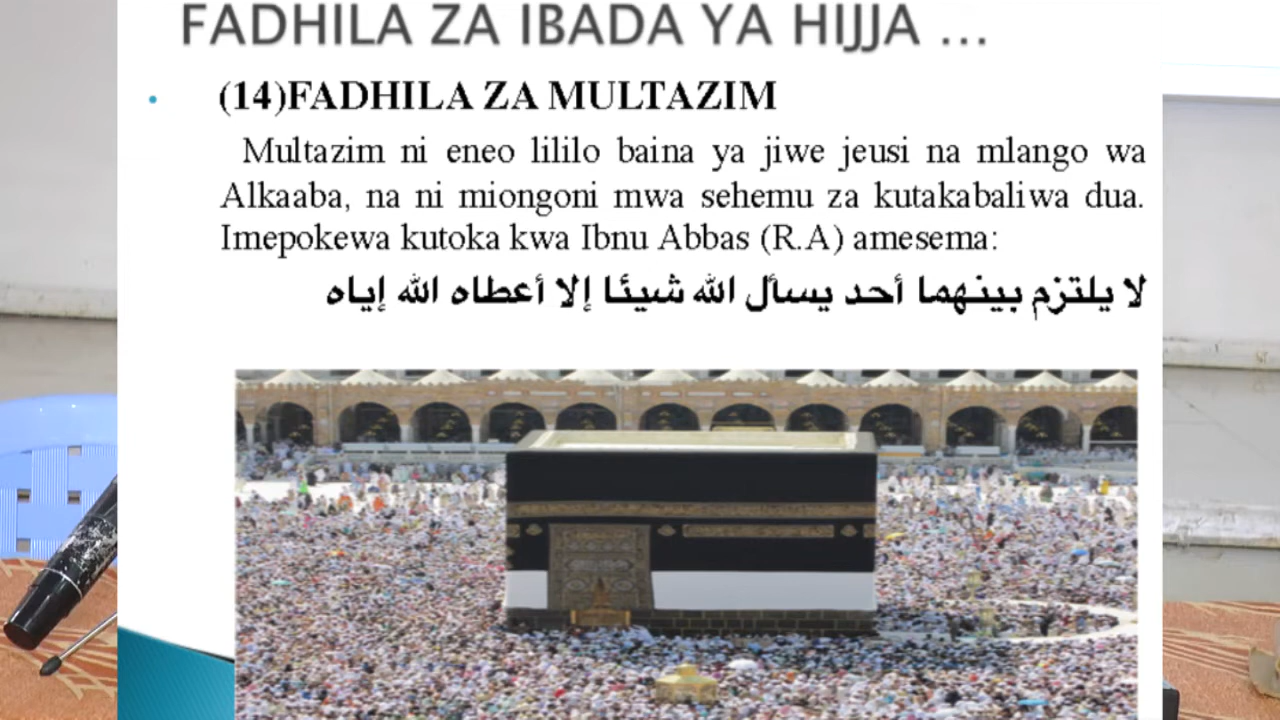 FADHILA ZA IBADA YA HIJJA ...
• (14)FADHILA ZA MULTAZIM
Multazim ni eneo lililo baina ya jiwe jeusi na mlango wa
Alkaaba, na ni miongoni mwa sehemu za kutakabaliwa dua.
Imepokewa kutoka kwa Ibnu Abbas (R.A) amesema:
لا يلتزم بينهما أحد يسأل الله شيئا إلا أعطاه الله إياه